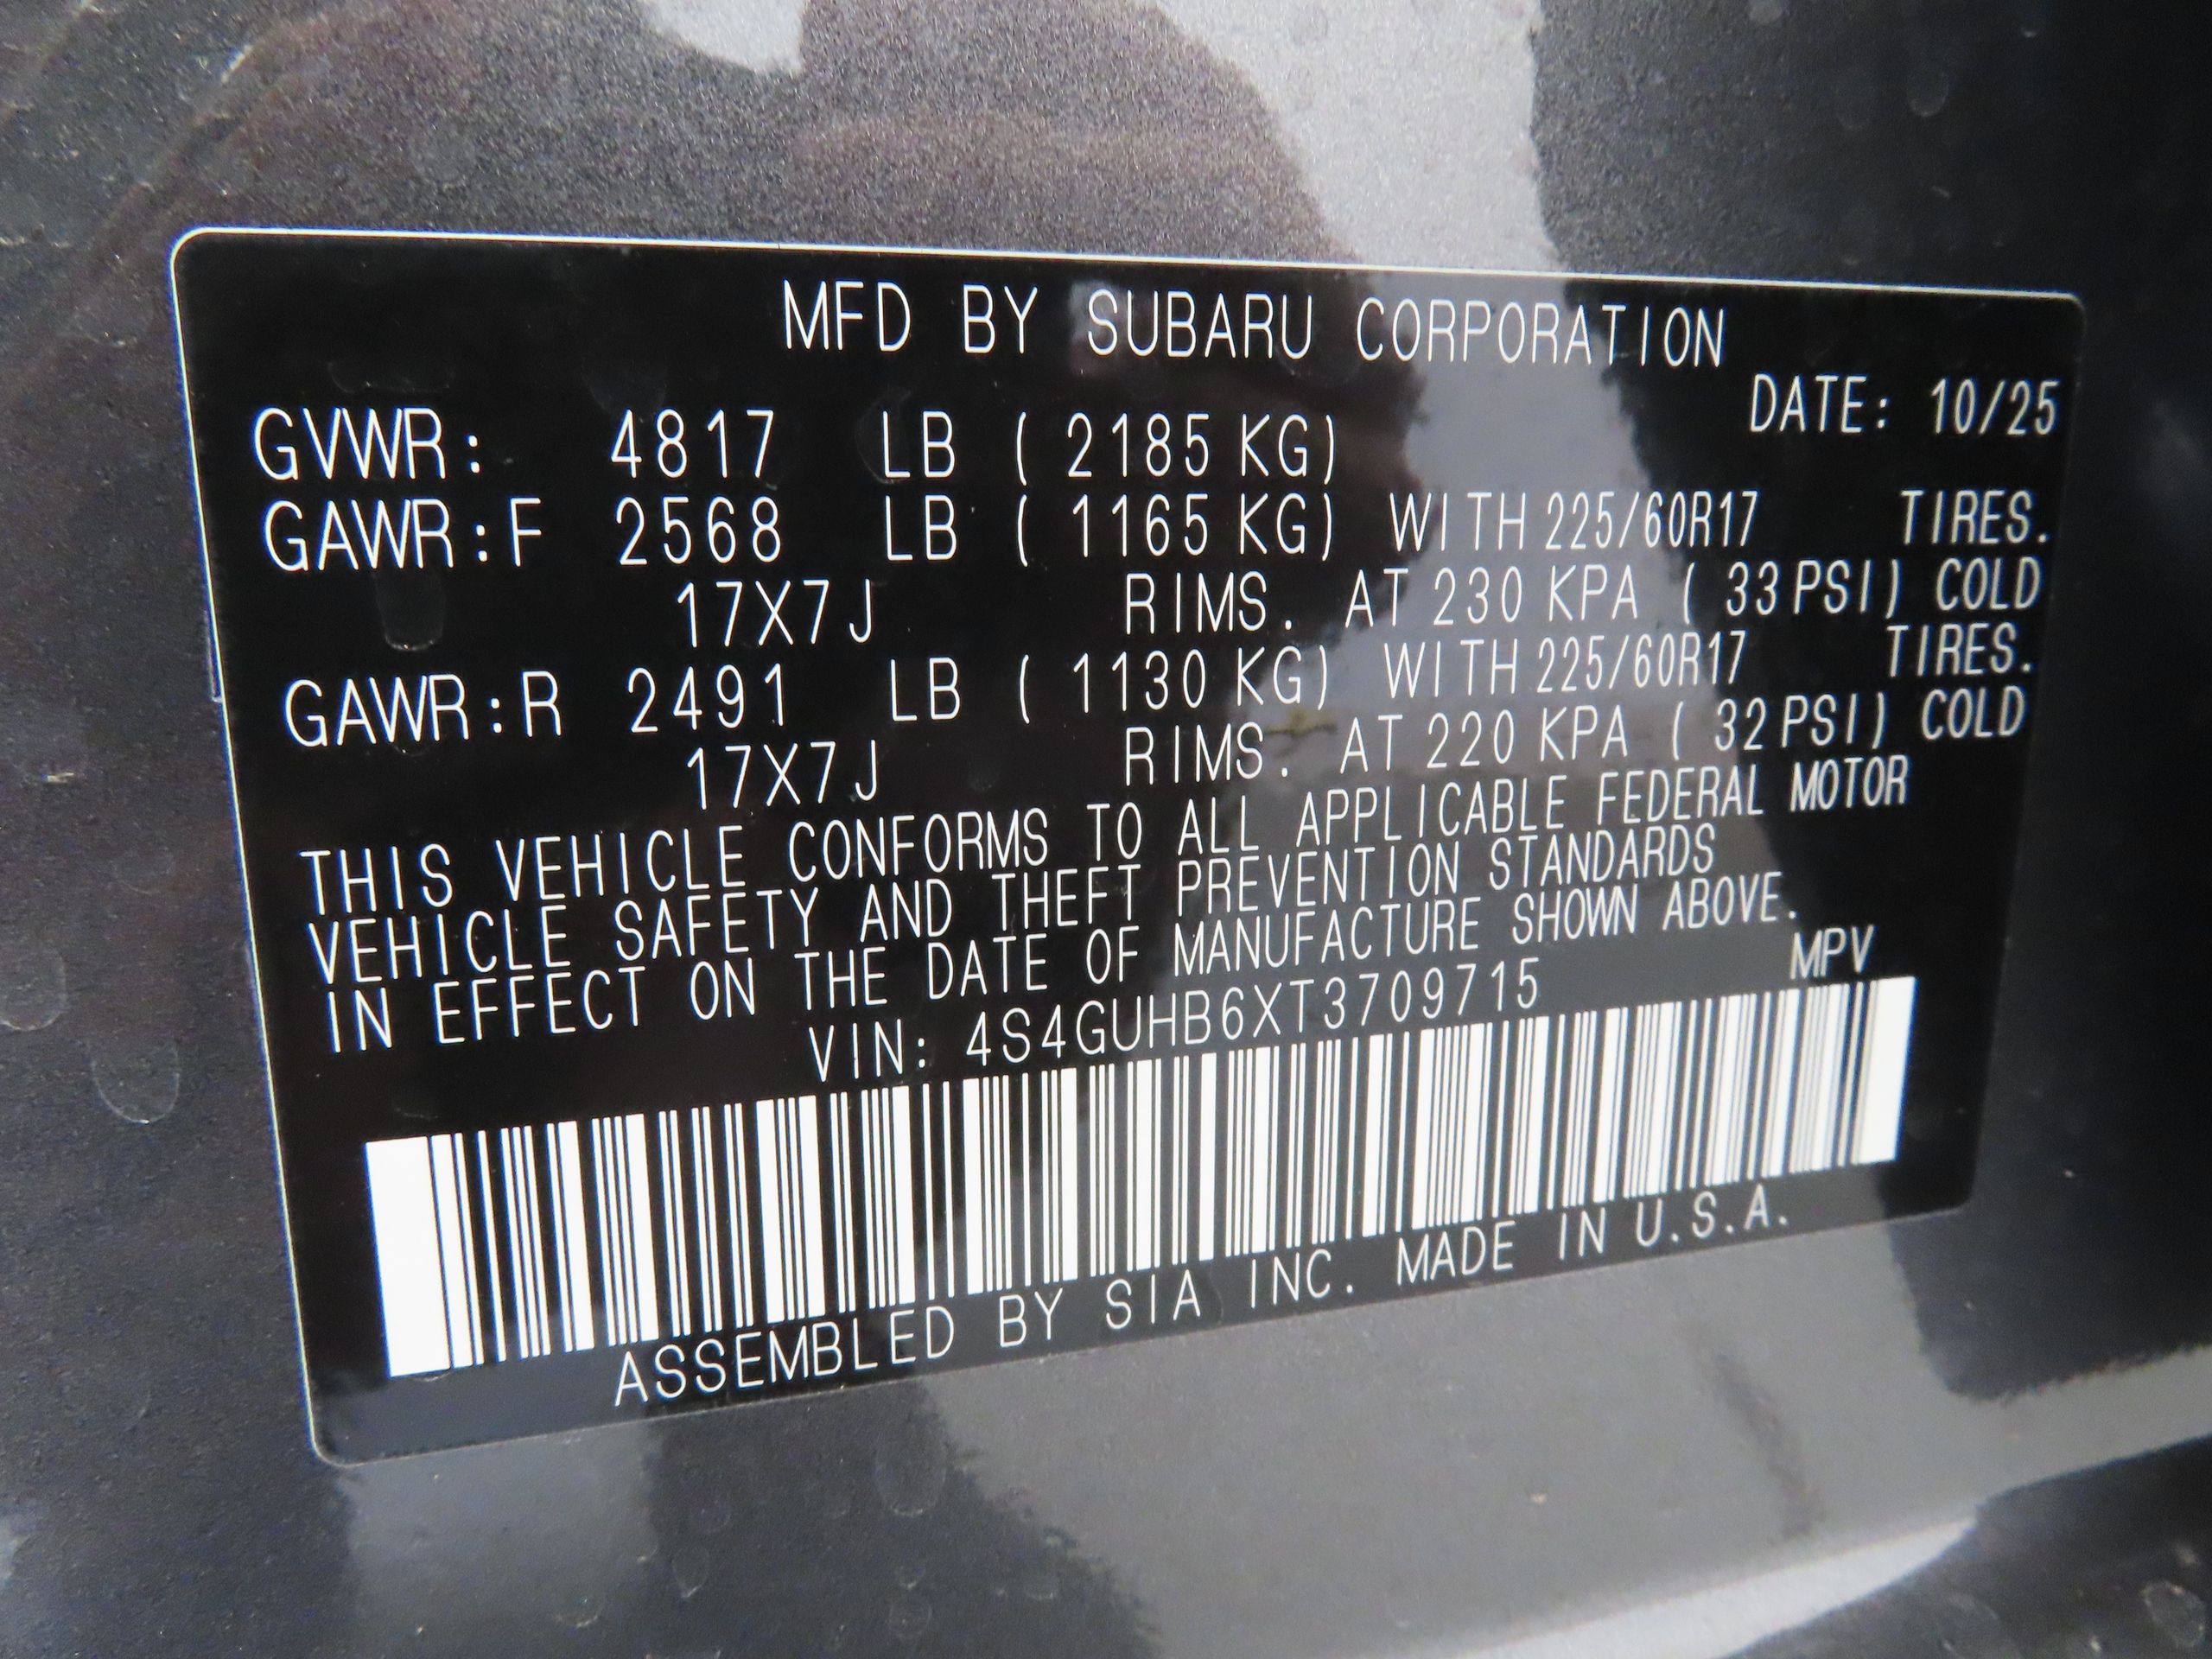 MFD BY SUBARU CORPORATION
DATE: 10/25
GVWR: 4817 LB ( 2185 KG)
GAWR:F 2568 LB ( 1165 KG) WITH 225/60R17 TIRES.
17X7J RIMS. AT 230 KPA ( 33 PSI) COLD
GAWR:R 2491 LB ( 1130 KG) WITH 225/60R17 TIRES.
17X7J RIMS. AT 220 KPA ( 32 PSI) COLD
THIS VEHICLE CONFORMS TO ALL APPLICABLE FEDERAL MOTOR
VEHICLE SAFETY AND THEFT PREVENTION STANDARDS
IN EFFECT ON THE DATE OF MANUFACTURE SHOWN ABOVE.
VIN: 4S4GUHB6XT3709715 MPV
ASSEMBLED BY SIA INC. MADE IN U.S.A.